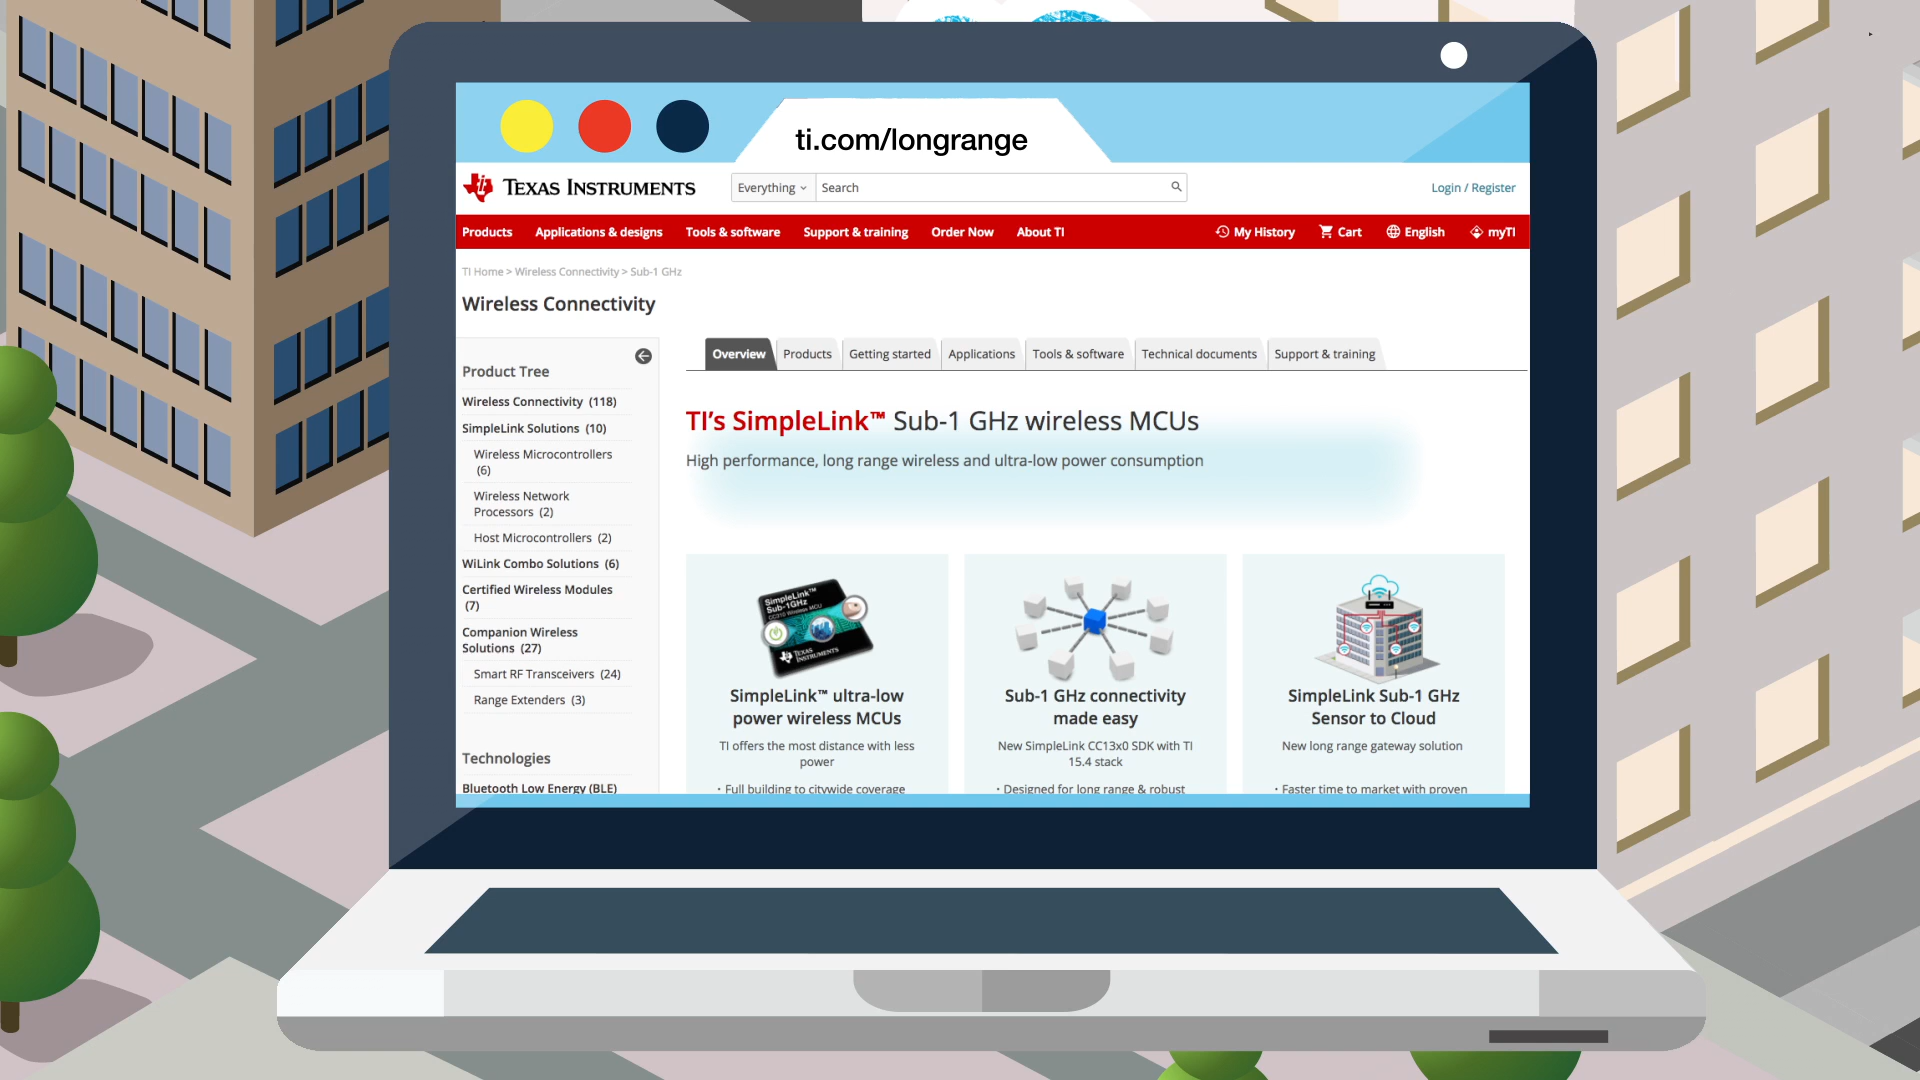 ti.com/longrange
TEXAS INSTRUMENTS
Everything
Search
Login / Register
Products
Applications & designs
Tools & software
Support & training
Order Now
About TI
My History
Cart
English
myTI
TI Home > Wireless Connectivity > Sub-1 GHz
Wireless Connectivity
Product Tree
Wireless Connectivity (118)
SimpleLink Solutions (10)
Wireless Microcontrollers
(6)
Wireless Network
Processors (2)
Host Microcontrollers (2)
WiLink Combo Solutions (6)
Certified Wireless Modules
(7)
Companion Wireless
Solutions (27)
Smart RF Transceivers (24)
Range Extenders (3)
Technologies
Bluetooth Low Energy (BLE)
Overview
Products
Getting started
Applications
Tools & software
Technical documents
Support & training
TI's SimpleLink™ Sub-1 GHz wireless MCUs
High performance, long range wireless and ultra-low power consumption
SimpleLink™
Sub-1GHz
CC1310 Wireless MCU
TEXAS
INSTRUMENTS
SimpleLink™ ultra-low
power wireless MCUs
TI offers the most distance with less
power
• Full building to citywide coverage
Sub-1 GHz connectivity
made easy
New SimpleLink CC13x0 SDK with TI
15.4 stack
• Designed for long range & robust
SimpleLink Sub-1 GHz
Sensor to Cloud
New long range gateway solution
• Faster time to market with proven